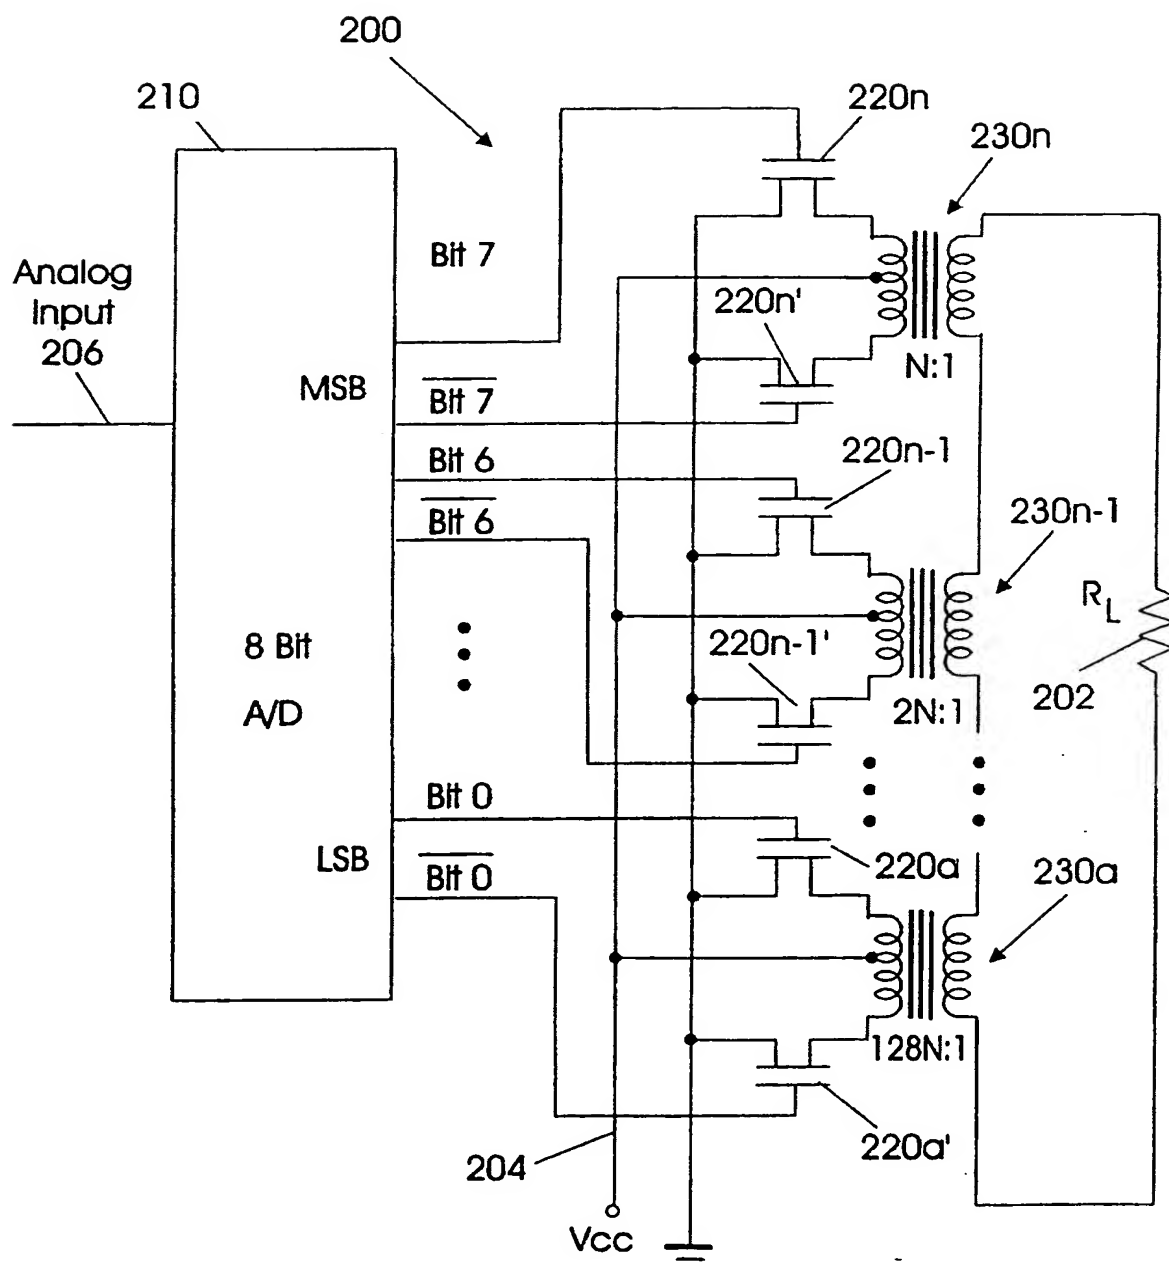 200
210
220n
230n
Analog
Input
206
Bit 7
220n'
N:1
MSB
Bit 7
Bit 6
220n-1
Bit 6
230n-1
R_L
8 Bit
A/D
220n-1'
202
2N:1
Bit 0
LSB
220a
230a
Bit 0
128N:1
220a'
204
Vcc